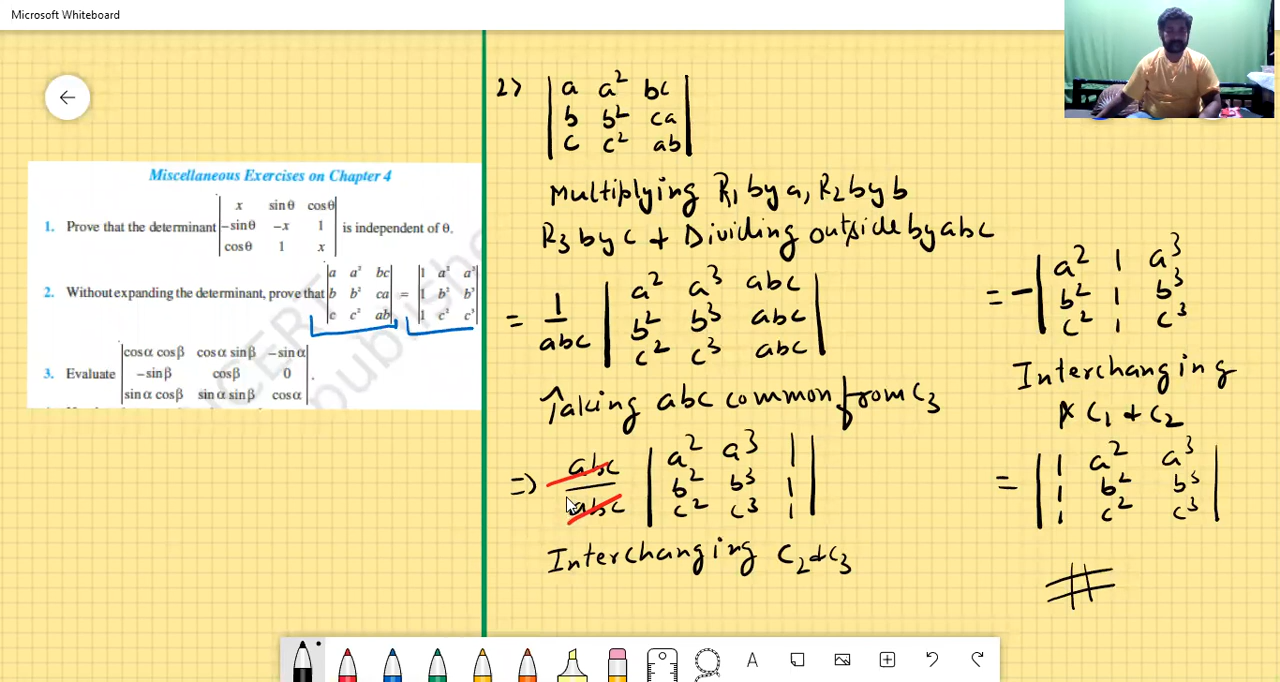 Microsoft Whiteboard
Miscellaneous Exercises on Chapter 4
1. Prove that the determinant | x sinθ cosθ | is independent of θ.
| −sinθ −x 1 |
| cosθ 1 x |
2. Without expanding the determinant, prove that | a a² bc | = | 1 a² a³ |
| b b² ca | | 1 b² b³ |
| c c² ab | | 1 c² c³ |
3. Evaluate | cosα cosβ cosα sinβ −sinα |
| −sinβ cosβ 0 | .
| sinα cosβ sinα sinβ cosα |
2) | a a² bc |
| b b² ca |
| c c² ab |
Multiplying R₁ by a, R₂ by b
R₃ by c + Dividing outside by abc
= 1/abc | a² a³ abc |
| b² b³ abc |
| c² c³ abc |
Taking abc common from C₃
=> abc/abc | a² a³ 1 |
| b² b³ 1 |
| c² c³ 1 |
Interchanging C₂ + C₃
= − | a² 1 a³ |
| b² 1 b³ |
| c² 1 c³ |
Interchanging
C₁ + C₂
= | 1 a² a³ |
| 1 b² b³ |
| 1 c² c³ |
#
A